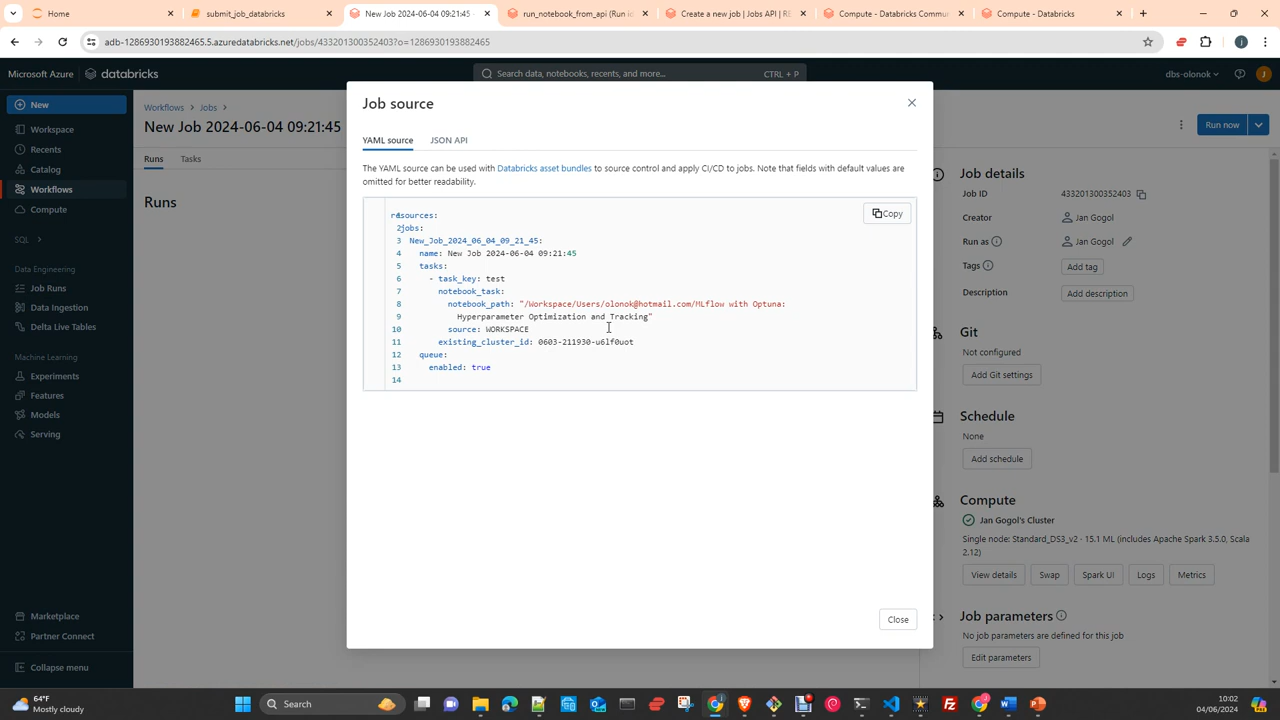 Home
submit_job_databricks
New Job 2024-06-04 09:21:45 -
run_notebook_from_api (Run id
Create a new job | Jobs API | RE
Compute - Databricks Commu
Compute - Databricks
adb-1286930193882465.5.azuredatabricks.net/jobs/433201300352403?o=1286930193882465
Microsoft Azure
databricks
Search data, notebooks, recents, and more...
CTRL + P
dbs-olonok
J
New
Workspace
Recents
Catalog
Workflows
Compute
SQL
Data Engineering
Job Runs
Data Ingestion
Delta Live Tables
Machine Learning
Experiments
Features
Models
Serving
Marketplace
Partner Connect
Collapse menu
Workflows > Jobs >
New Job 2024-06-04 09:21:45
Runs
Tasks
Runs
Run now
Job source
YAML source
JSON API
The YAML source can be used with Databricks asset bundles to source control and apply CI/CD to jobs. Note that fields with default values are
omitted for better readability.
Copy
1 resources:
2 jobs:
3 New_Job_2024_06_04_09_21_45:
4 name: New Job 2024-06-04 09:21:45
5 tasks:
6 - task_key: test
7 notebook_task:
8 notebook_path: "/Workspace/Users/olonok@hotmail.com/MLflow with Optuna:
9 Hyperparameter Optimization and Tracking"
10 source: WORKSPACE
11 existing_cluster_id: 0603-211930-u6lf0uot
12 queue:
13 enabled: true
14
Close
Job details
Job ID
433201300352403
Creator
Jan Gogol
Run as
Jan Gogol
Tags
Add tag
Description
Add description
Git
Not configured
Add Git settings
Schedule
None
Add schedule
Compute
Jan Gogol's Cluster
Single node: Standard_DS3_v2 · 15.1 ML (includes Apache Spark 3.5.0, Scala
2.12)
View details
Swap
Spark UI
Logs
Metrics
Job parameters
No job parameters are defined for this job
Edit parameters
64°F
Mostly cloudy
Search
10:02
04/06/2024